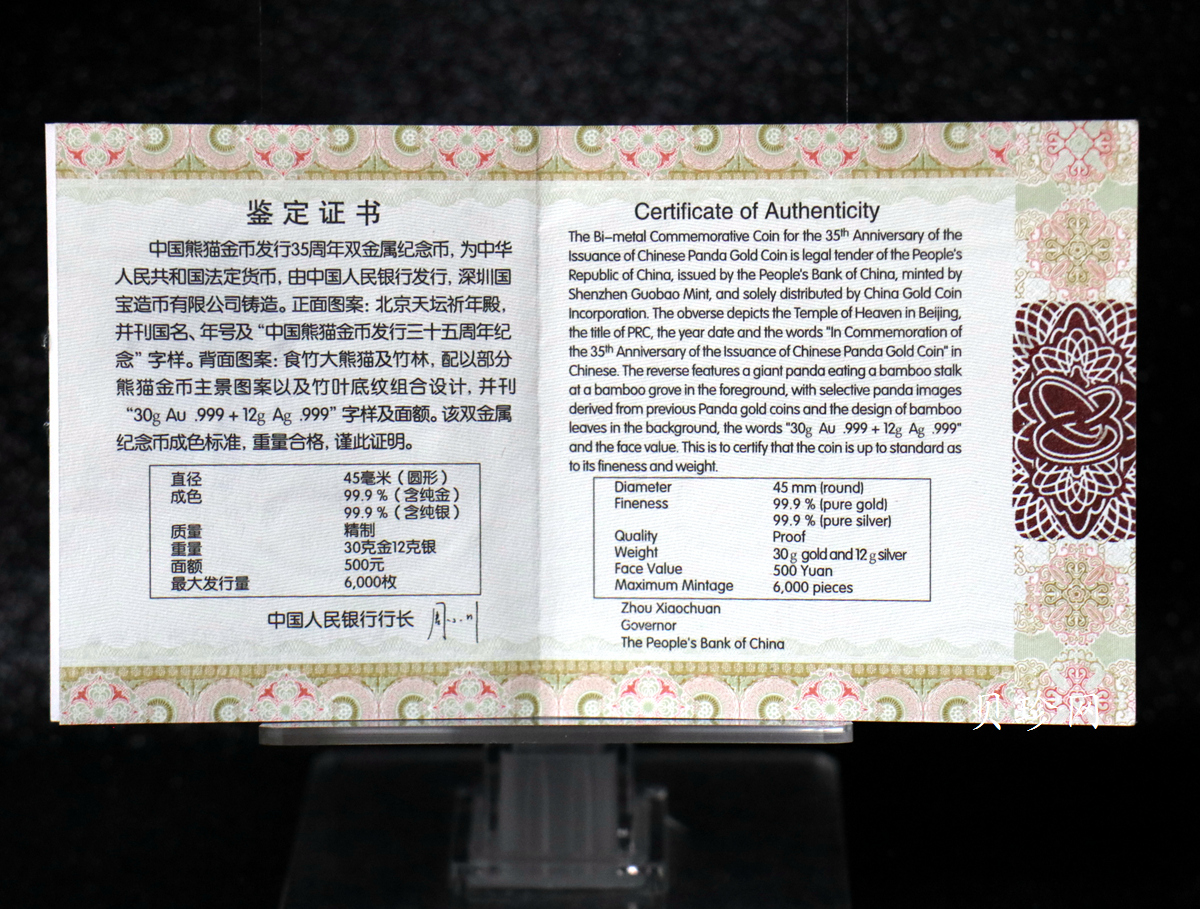 鉴定证书
中国熊猫金币发行35周年双金属纪念币，为中华
人民共和国法定货币，由中国人民银行发行，深圳国
宝造币有限公司铸造。正面图案：北京天坛祈年殿，
并刊国名、年号及“中国熊猫金币发行三十五周年纪
念”字样。背面图案：食竹大熊猫及竹林，配以部分
熊猫金币主景图案以及竹叶底纹组合设计，并刊
“30g Au .999 + 12g Ag .999”字样及面额。该双金属
纪念币成色标准，重量合格，谨此证明。
直径 45毫米（圆形）
成色 99.9 %（含纯金）
99.9 %（含纯银）
质量 精制
重量 30克金12克银
面额 500元
最大发行量 6,000枚
中国人民银行行长
Certificate of Authenticity
The Bi-metal Commemorative Coin for the 35th Anniversary of the
Issuance of Chinese Panda Gold Coin is legal tender of the People's
Republic of China, issued by the People's Bank of China, minted by
Shenzhen Guobao Mint, and solely distributed by China Gold Coin
Incorporation. The obverse depicts the Temple of Heaven in Beijing,
the title of PRC, the year date and the words "In Commemoration of
the 35th Anniversary of the Issuance of Chinese Panda Gold Coin" in
Chinese. The reverse features a giant panda eating a bamboo stalk
at a bamboo grove in the foreground, with selective panda images
derived from previous Panda gold coins and the design of bamboo
leaves in the background, the words "30g Au .999 + 12g Ag .999"
and the face value. This is to certify that the coin is up to standard as
to its fineness and weight.
Diameter 45 mm (round)
Fineness 99.9 % (pure gold)
99.9 % (pure silver)
Quality Proof
Weight 30 g gold and 12 g silver
Face Value 500 Yuan
Maximum Mintage 6,000 pieces
Zhou Xiaochuan
Governor
The People's Bank of China
贝珍网